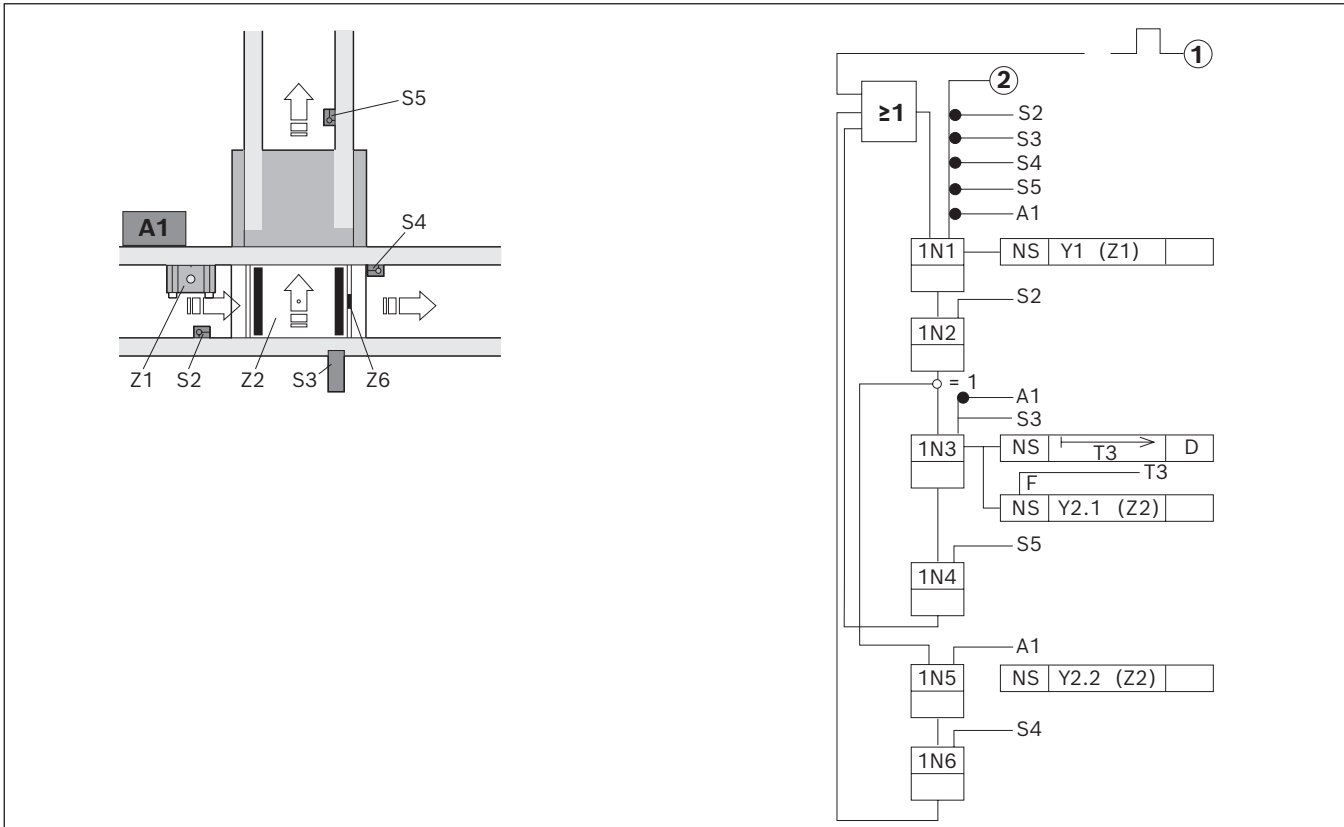 S5
A1
S4
Z1 S2 Z2 S3 Z6
1
≥1
2
S2
S3
S4
S5
A1
1N1 NS Y1 (Z1)
S2
1N2
= 1
A1
S3
1N3 NS T3 D
T3
F
NS Y2.1 (Z2)
S5
1N4
A1
1N5 NS Y2.2 (Z2)
S4
1N6